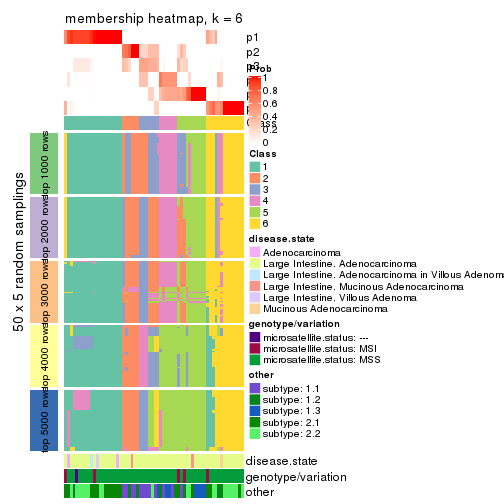 membership heatmap, k = 6
p1
p2
p3
Prob
1
0.8
0.6
0.4
0.2
0
Class
1
2
3
4
5
6
50 x 5 random samplings
top 1000 rows
top 2000 rows
top 3000 rows
top 4000 rows
top 5000 rows
disease.state
Adenocarcinoma
Large Intestine. Adenocarcinoma
Large Intestine. Adenocarcinoma in Villous Adenoma
Large Intestine. Mucinous Adenocarcinoma
Large Intestine. Villous Adenoma
Mucinous Adenocarcinoma
genotype/variation
microsatellite.status: ---
microsatellite.status: MSI
microsatellite.status: MSS
other
subtype: 1.1
subtype: 1.2
subtype: 1.3
subtype: 2.1
subtype: 2.2
disease.state
genotype/variation
other